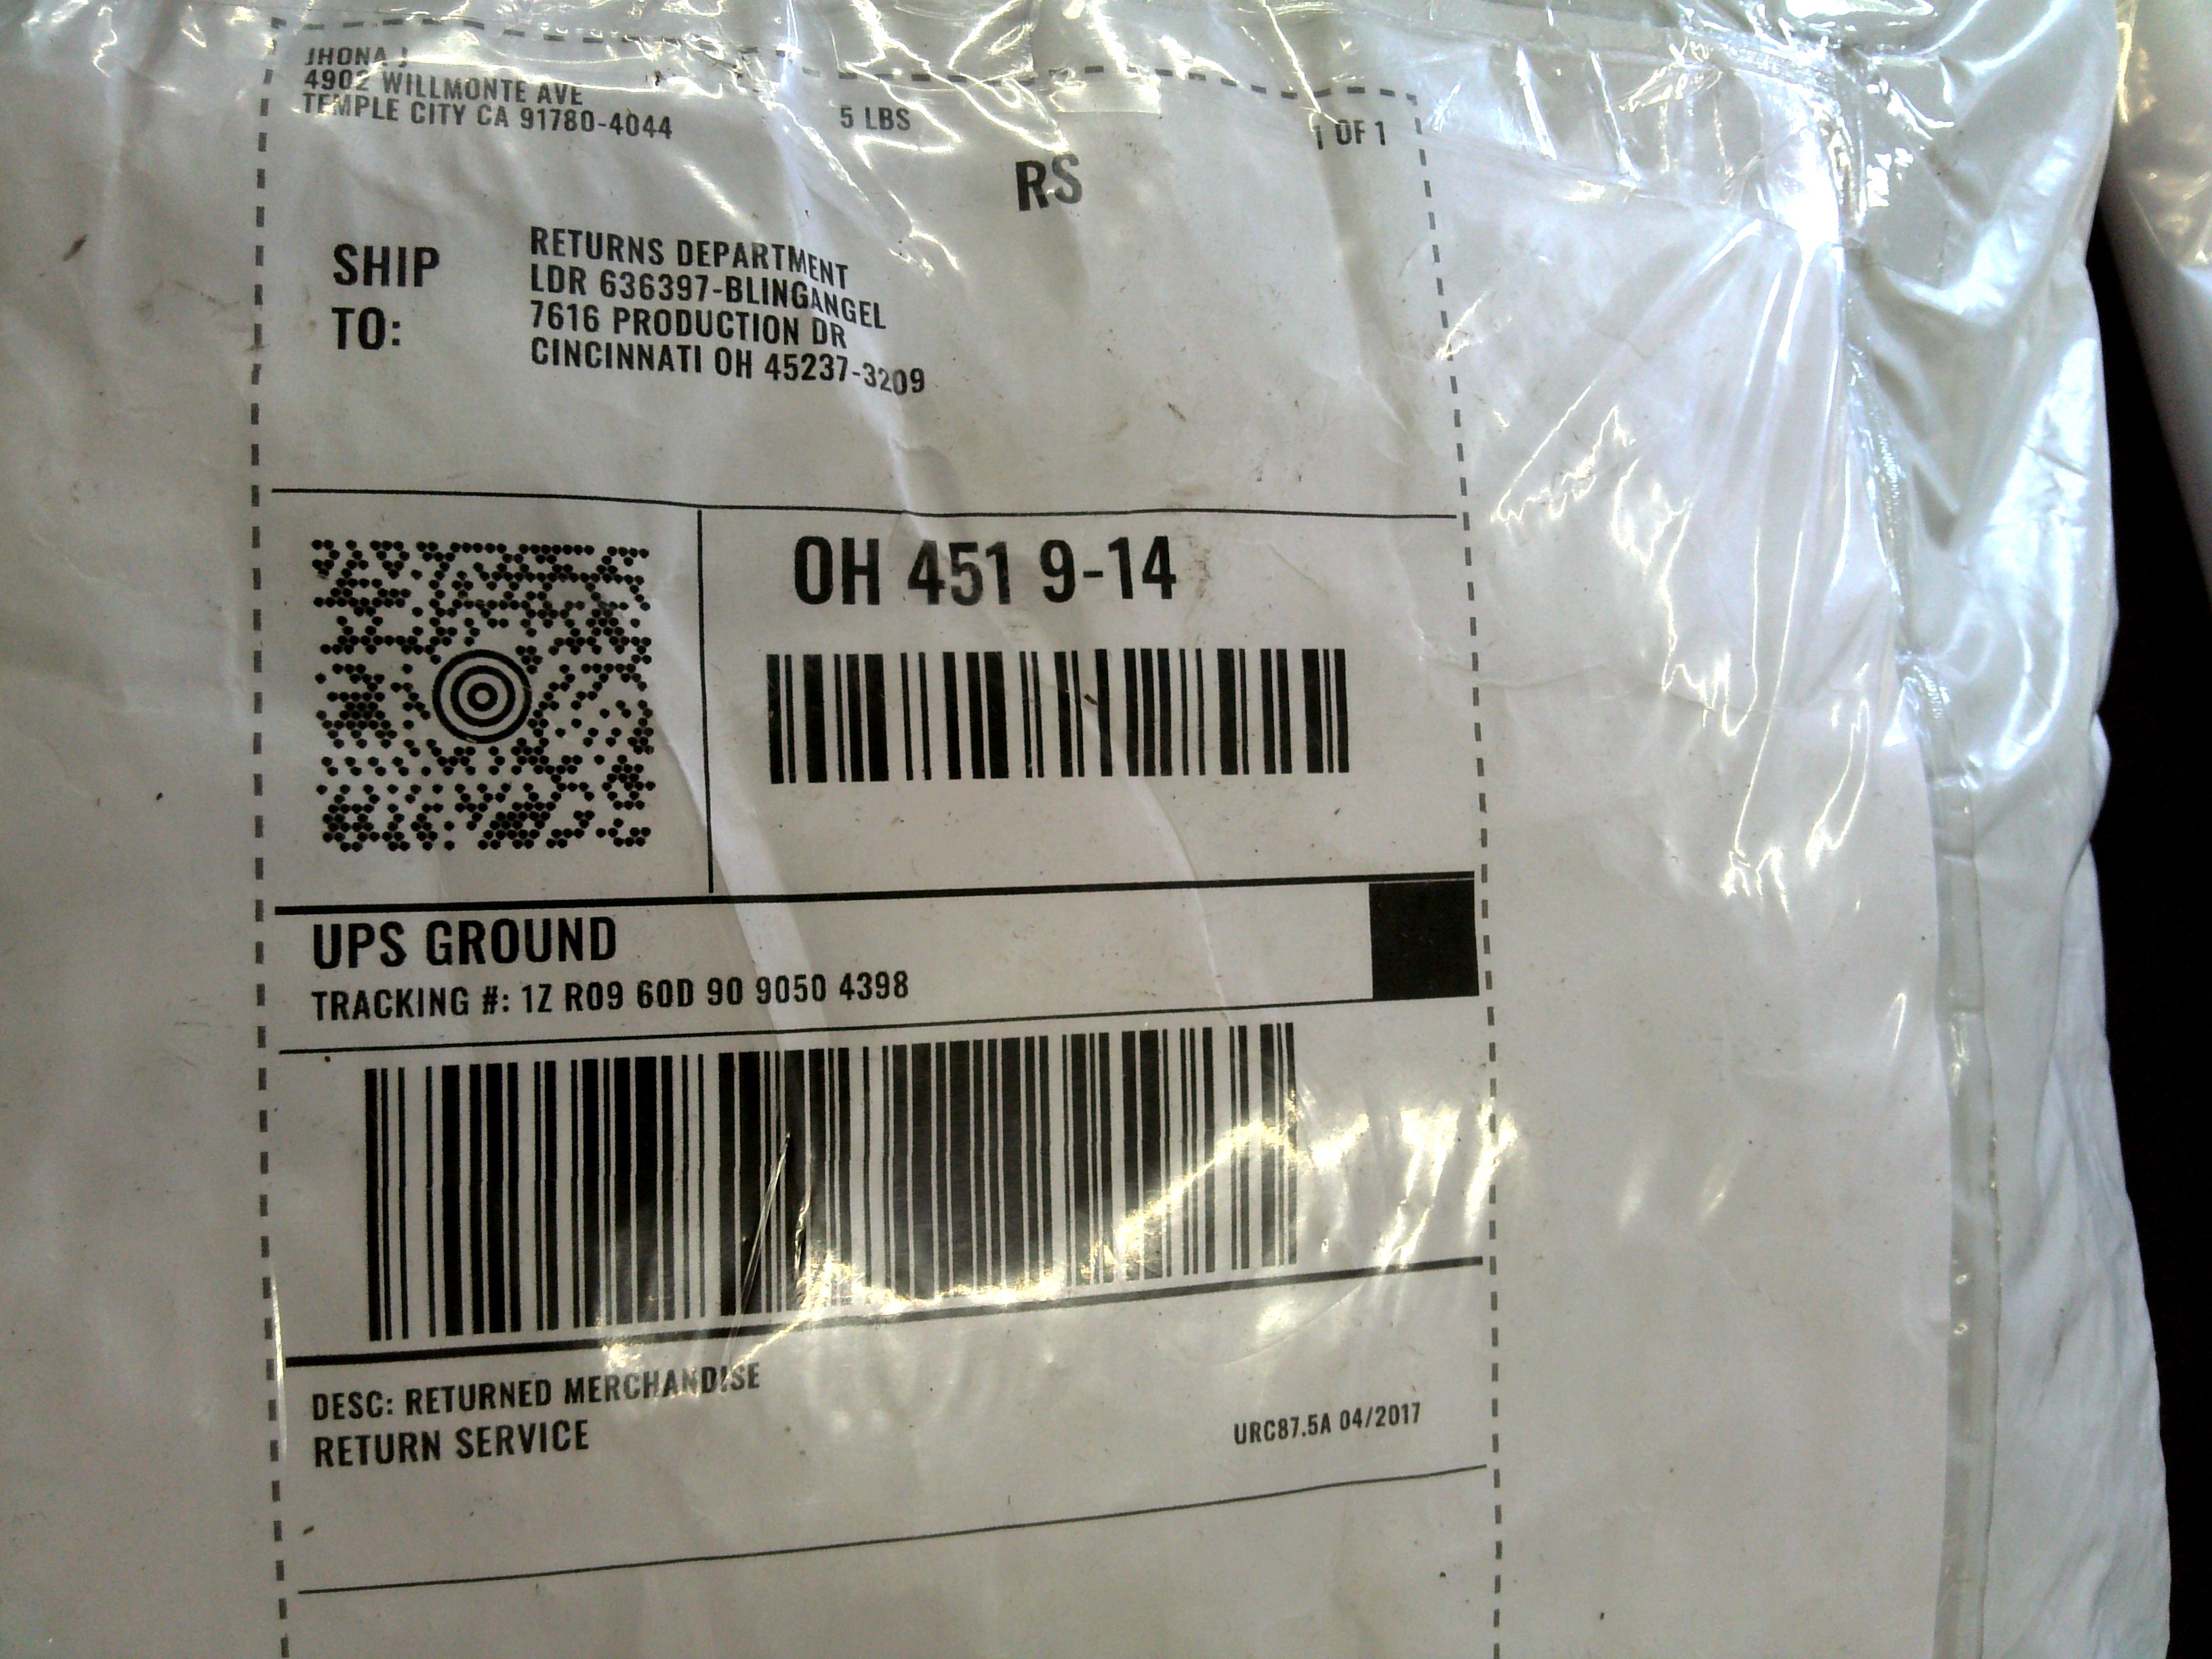 JHONA J
4902 WILLMONTE AVE
TEMPLE CITY CA 91780-4044
5 LBS
1 OF 1
RS
SHIP
TO:
RETURNS DEPARTMENT
LDR 636397-BLINGANGEL
7616 PRODUCTION DR
CINCINNATI OH 45237-3209
OH 451 9-14
UPS GROUND
TRACKING #: 1Z R09 60D 90 9050 4398
DESC: RETURNED MERCHANDISE
RETURN SERVICE
URC87.5A 04/2017